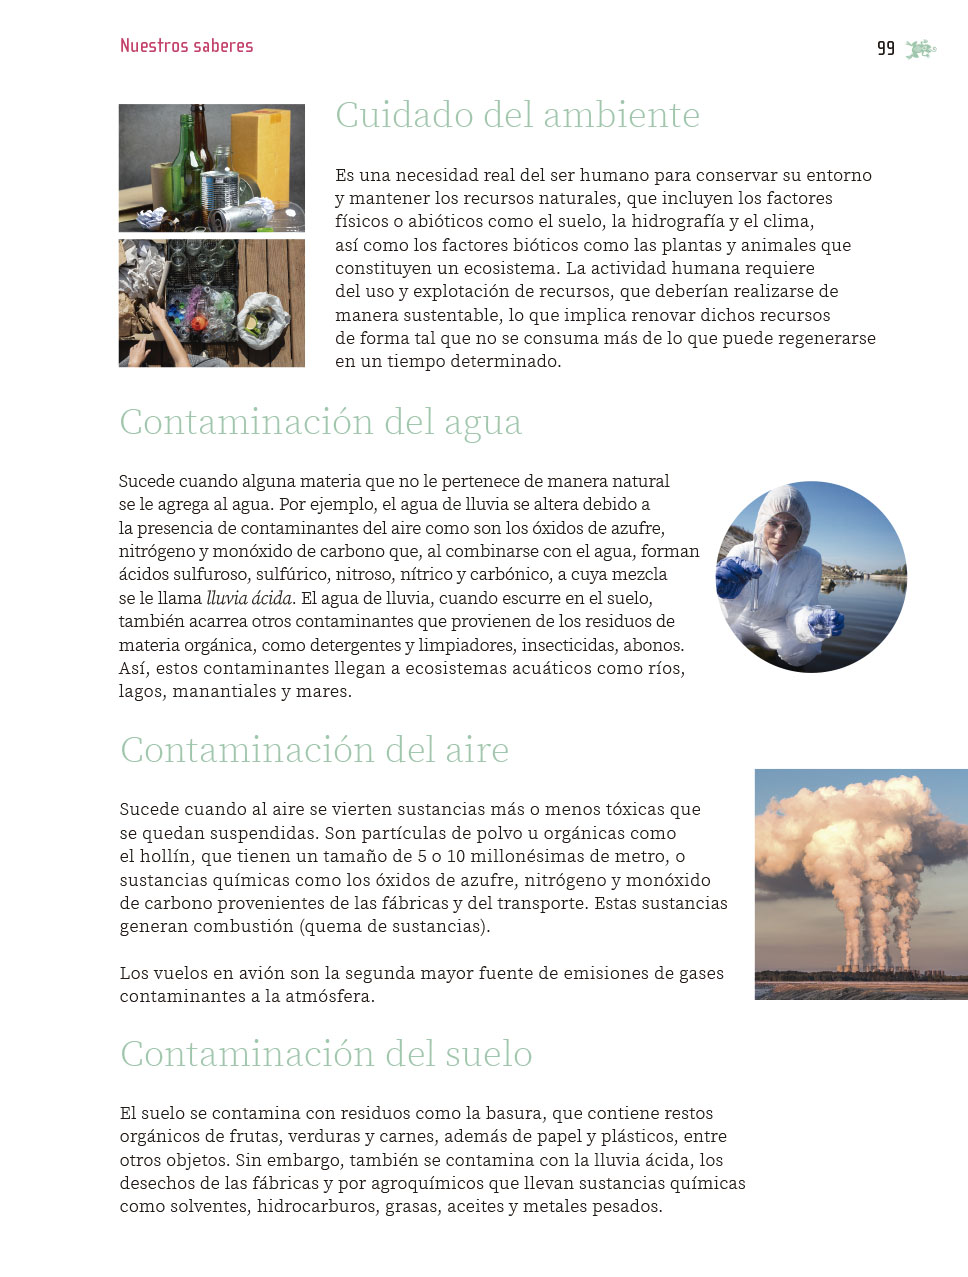 Nuestros saberes
99
Cuidado del ambiente
Es una necesidad real del ser humano para conservar su entorno
y mantener los recursos naturales, que incluyen los factores
físicos o abióticos como el suelo, la hidrografía y el clima,
así como los factores bióticos como las plantas y animales que
constituyen un ecosistema. La actividad humana requiere
del uso y explotación de recursos, que deberían realizarse de
manera sustentable, lo que implica renovar dichos recursos
de forma tal que no se consuma más de lo que puede regenerarse
en un tiempo determinado.
Contaminación del agua
Sucede cuando alguna materia que no le pertenece de manera natural
se le agrega al agua. Por ejemplo, el agua de lluvia se altera debido a
la presencia de contaminantes del aire como son los óxidos de azufre,
nitrógeno y monóxido de carbono que, al combinarse con el agua, forman
ácidos sulfuroso, sulfúrico, nitroso, nítrico y carbónico, a cuya mezcla
se le llama lluvia ácida. El agua de lluvia, cuando escurre en el suelo,
también acarrea otros contaminantes que provienen de los residuos de
materia orgánica, como detergentes y limpiadores, insecticidas, abonos.
Así, estos contaminantes llegan a ecosistemas acuáticos como ríos,
lagos, manantiales y mares.
Contaminación del aire
Sucede cuando al aire se vierten sustancias más o menos tóxicas que
se quedan suspendidas. Son partículas de polvo u orgánicas como
el hollín, que tienen un tamaño de 5 o 10 millonésimas de metro, o
sustancias químicas como los óxidos de azufre, nitrógeno y monóxido
de carbono provenientes de las fábricas y del transporte. Estas sustancias
generan combustión (quema de sustancias).
Los vuelos en avión son la segunda mayor fuente de emisiones de gases
contaminantes a la atmósfera.
Contaminación del suelo
El suelo se contamina con residuos como la basura, que contiene restos
orgánicos de frutas, verduras y carnes, además de papel y plásticos, entre
otros objetos. Sin embargo, también se contamina con la lluvia ácida, los
desechos de las fábricas y por agroquímicos que llevan sustancias químicas
como solventes, hidrocarburos, grasas, aceites y metales pesados.